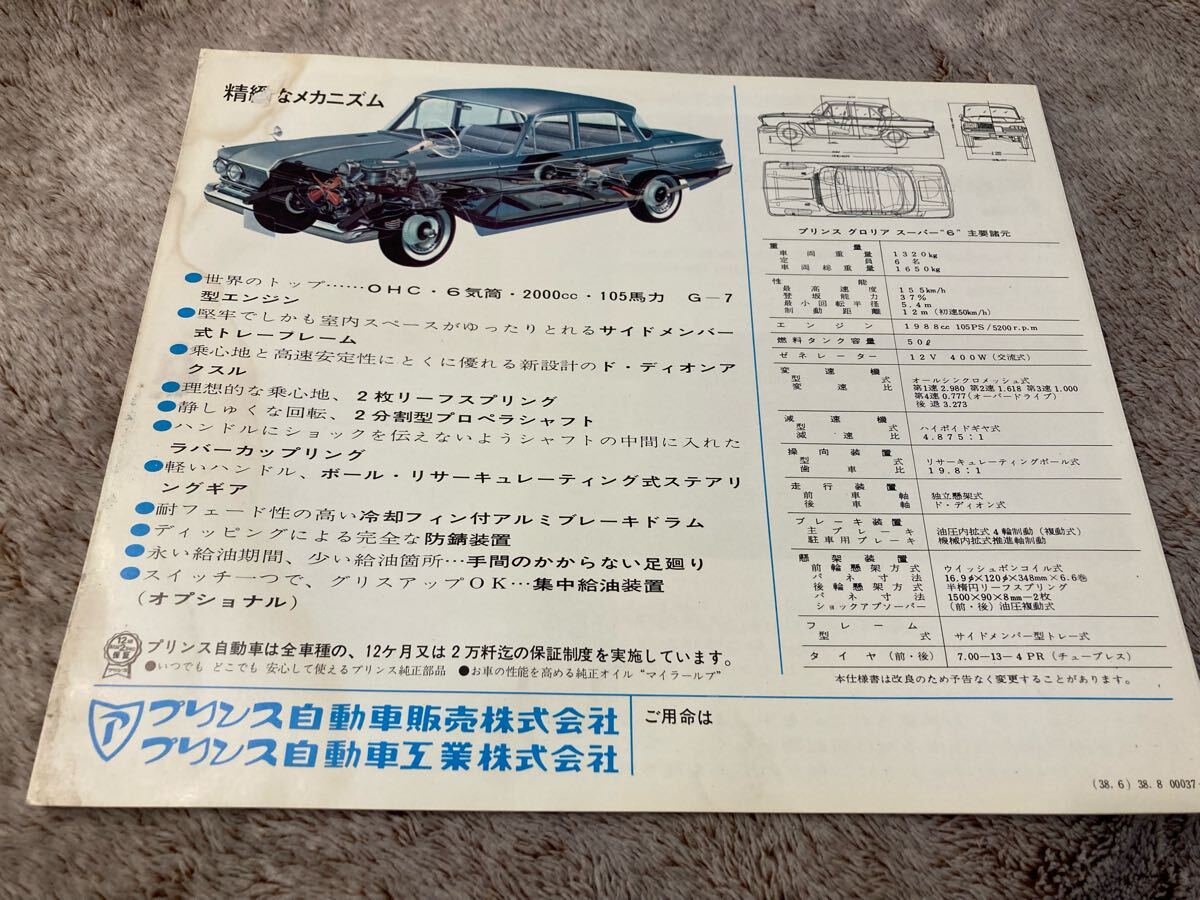 精緻なメカニズム
●世界のトップ……OHC・6気筒・2000cc・105馬力 G-7
型エンジン
●堅牢でしかも室内スペースがゆったりとれるサイドメンバー
式トレーフレーム
●乗心地と高速安定性にとくに優れる新設計のド・ディオンア
クスル
●理想的な乗心地、2枚リーフスプリング
●静しゅくな回転、2分割型プロペラシャフト
●ハンドルにショックを伝えないようシャフトの中間に入れた
ラバーカップリング
●軽いハンドル、ボール・リサーキュレーティング式ステアリ
ングギア
●耐フェード性の高い冷却フィン付アルミブレーキドラム
●ディッピングによる完全な防錆装置
●永い給油期間、少い給油箇所…手間のかからない足廻り
●スイッチ一つで、グリスアップOK…集中給油装置
(オプショナル)
保証
プリンス自動車は全車種の、12ケ月又は2万粁迄の保証制度を実施しています。
●いつでも どこでも 安心して使えるプリンス純正部品 ●お車の性能を高める純正オイル "マイラールブ"
プリンス自動車販売株式会社
プリンス自動車工業株式会社
ご用命は
プリンス グロリア スーパー"6" 主要諸元
重量
車両重量 1320kg
定員 6名
車両総重量 1650kg
性能
最高速度 155km/h
登坂能力 37%
最小回転半径 5.4m
制動距離 12m (初速50km/h)
エンジン 1988cc 105PS/5200r.p.m
燃料タンク容量 50ℓ
ゼネレーター 12V 400W(交流式)
変速機
型式 オールシンクロメッシュ式
変速比 第1速2.980 第2速1.618 第3速1.000
第4速0.777(オーバードライブ)
後退3.273
減速機
型式 ハイポイドギヤ式
減速比 4.875:1
操向装置
型式 リサーキュレーティングボール式
歯車比 19.8:1
走行装置
前車軸 独立懸架式
後車軸 ド・ディオン式
ブレーキ装置
主ブレーキ 油圧内拡式4輪制動(複動式)
駐車用ブレーキ 機械内拡式推進軸制動
懸架装置
前輪懸架方式 ウイッシュボンコイル式
バネ寸法 16.9φ×120φ×348mm×6.6巻
後輪懸架方式 半楕円リーフスプリング
バネ寸法 1500×90×8mm-2枚
ショックアブソーバー (前・後)油圧複動式
フレーム
型式 サイドメンバー型トレー式
タイヤ(前・後) 7.00-13-4PR(チューブレス)
本仕様書は改良のため予告なく変更することがあります。
(38.6) 38.8 00037